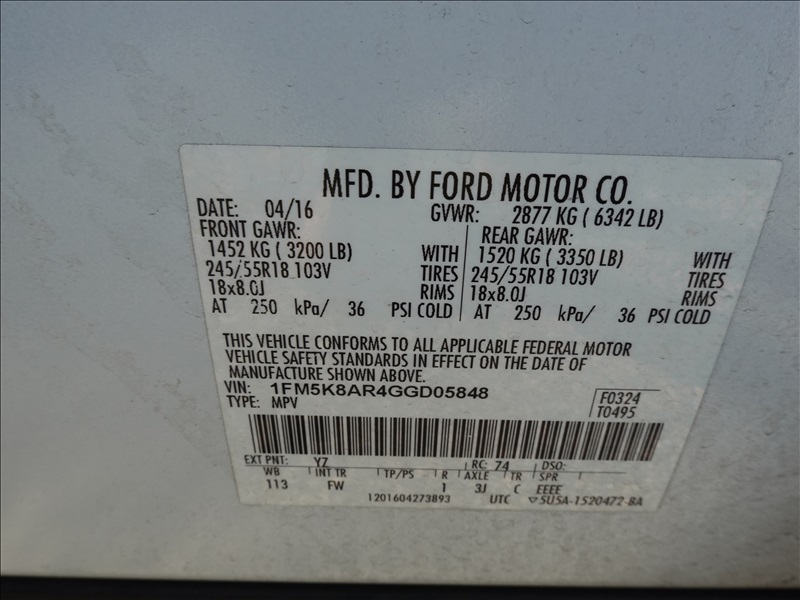 MFD. BY FORD MOTOR CO.
DATE: 04/16 GVWR: 2877 KG ( 6342 LB)
FRONT GAWR: REAR GAWR:
1452 KG ( 3200 LB) WITH 1520 KG ( 3350 LB) WITH
245/55R18 103V TIRES 245/55R18 103V TIRES
18x8.0J RIMS 18x8.0J RIMS
AT 250 kPa/ 36 PSI COLD AT 250 kPa/ 36 PSI COLD
THIS VEHICLE CONFORMS TO ALL APPLICABLE FEDERAL MOTOR
VEHICLE SAFETY STANDARDS IN EFFECT ON THE DATE OF
MANUFACTURE SHOWN ABOVE.
VIN: 1FM5K8AR4GGD05848 F0324
TYPE: MPV T0495
EXT PNT: YZ RC: 74 DSO:
WB INT TR TP/PS R AXLE TR SPR
113 FW 1 3J C EEEE
1201604273893 UTC ▽5U5A-1520472-BA